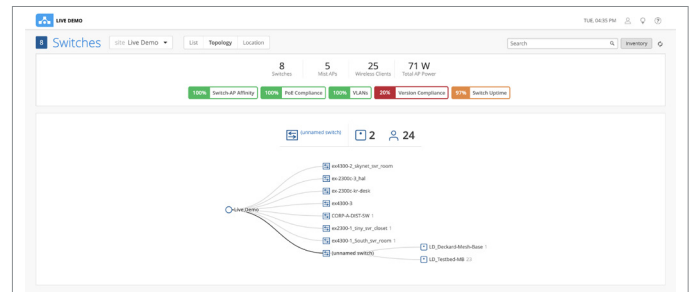 LIVE DEMO
TUE, 04:35 PM
8 Switches site Live Demo List Topology Location Search Inventory
8 5 25 71 W
Switches Mist APs Wireless Clients Total AP Power
100% Switch-AP Affinity 100% PoE Compliance 100% VLANs 20% Version Compliance 97% Switch Uptime
(unnamed switch) 2 24
ex4300-2_skynet_svr_room
ex-2300c-3_hal
ex-2300c-kr-desk
ex4300-3
Live Demo
CORP-A-DIST-SW 1
ex2300-1_tiny_svr_closet 1
ex4300-1_South_svr_room 1
LD_Deckard-Mesh-Base 1
(unnamed switch)
LD_Testbed-MB 23